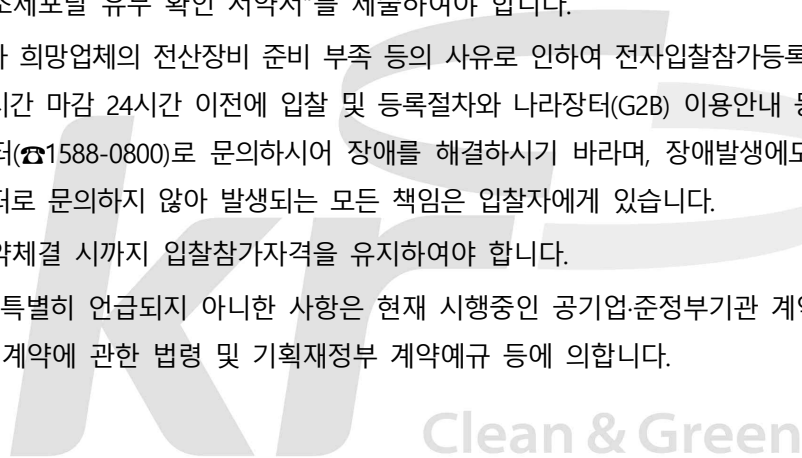 조세포탈 유무 확인 서약서"를 제출하여야 합니다.
가 희망업체의 전산장비 준비 부족 등의 사유로 인하여 전자입찰참가등록
시간 마감 24시간 이전에 입찰 및 등록절차와 나라장터(G2B) 이용안내 등
터(☎1588-0800)로 문의하시어 장애를 해결하시기 바라며, 장애발생에도
터로 문의하지 않아 발생되는 모든 책임은 입찰자에게 있습니다.
약체결 시까지 입찰참가자격을 유지하여야 합니다.
특별히 언급되지 아니한 사항은 현재 시행중인 공기업·준정부기관 계약
계약에 관한 법령 및 기획재정부 계약예규 등에 의합니다.
kr
Clean & Green